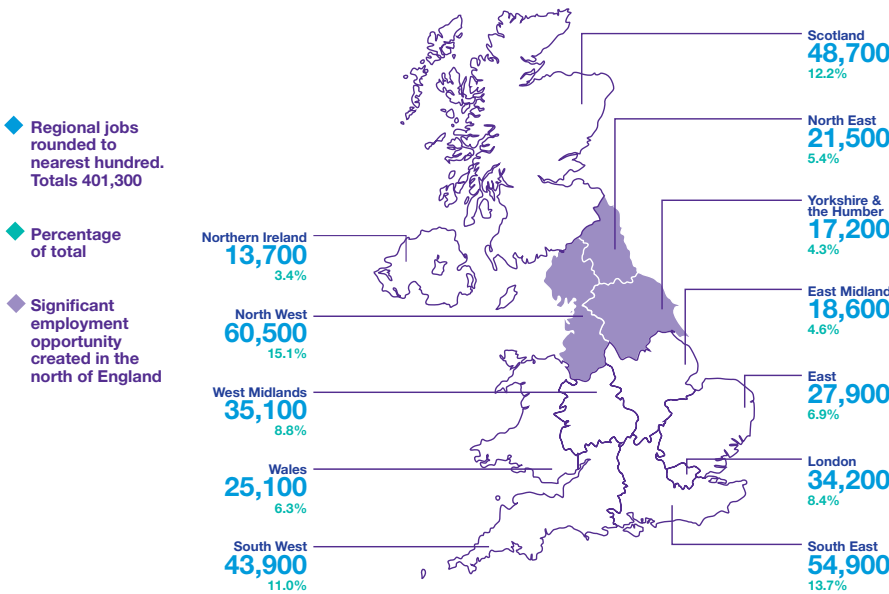 Regional jobs
rounded to
nearest hundred.
Totals 401,300
Percentage
of total
Significant
employment
opportunity
created in the
north of England
Northern Ireland
13,700
3.4%
North West
60,500
15.1%
West Midlands
35,100
8.8%
Wales
25,100
6.3%
South West
43,900
11.0%
Scotland
48,700
12.2%
North East
21,500
5.4%
Yorkshire &
the Humber
17,200
4.3%
East Midland
18,600
4.6%
East
27,900
6.9%
London
34,200
8.4%
South East
54,900
13.7%